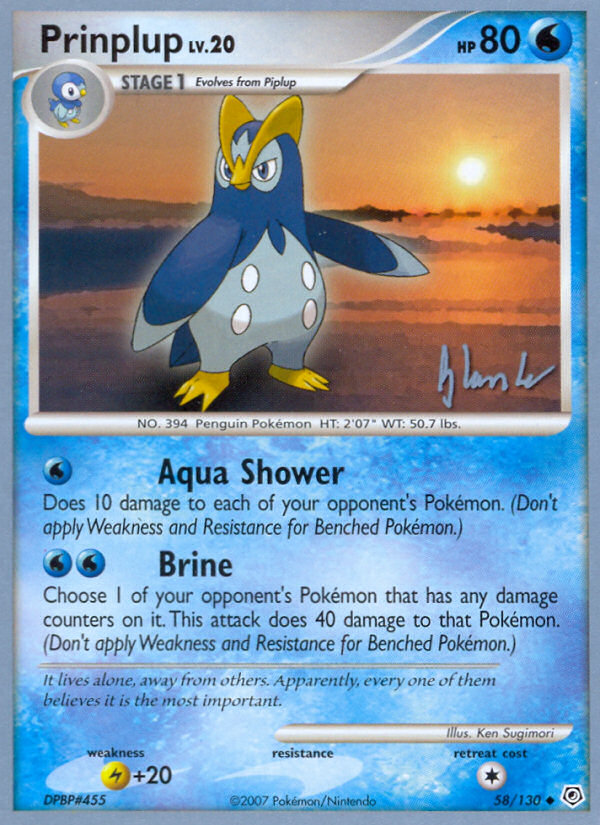 Prinplup LV.20 HP 80
STAGE 1 Evolves from Piplup
NO. 394 Penguin Pokémon HT: 2'07" WT: 50.7 lbs.
Aqua Shower
Does 10 damage to each of your opponent's Pokémon. (Don't
apply Weakness and Resistance for Benched Pokémon.)
Brine
Choose 1 of your opponent's Pokémon that has any damage
counters on it. This attack does 40 damage to that Pokémon.
(Don't apply Weakness and Resistance for Benched Pokémon.)
It lives alone, away from others. Apparently, every one of them
believes it is the most important.
Illus. Ken Sugimori
weakness resistance retreat cost
+20
DPBP#455 ©2007 Pokémon/Nintendo 58/130